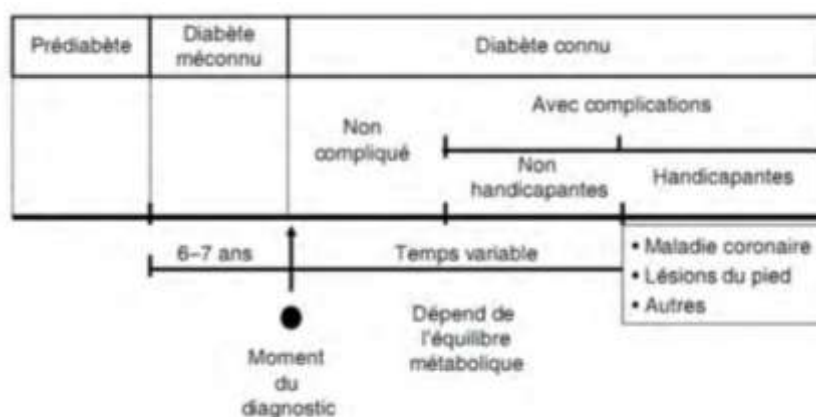 Prédiabète
Diabète
méconnu
Diabète connu
Non
compliqué
Avec complications
Non
handicapantes
Handicapantes
6–7 ans
Temps variable
• Maladie coronaire
• Lésions du pied
• Autres
Moment
du
diagnostic
Dépend de
l'équilibre
métabolique